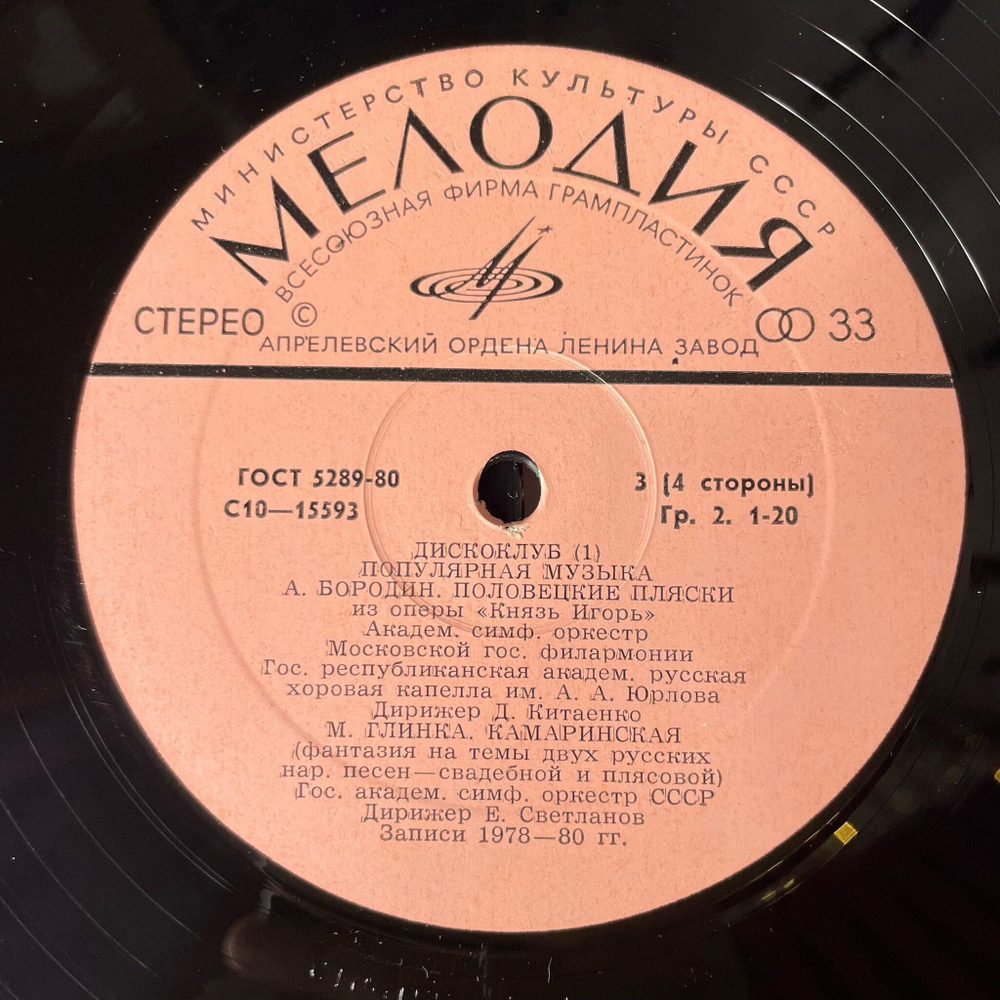 МИНИСТЕРСТВО КУЛЬТУРЫ СССР
МЕЛОДИЯ
ВСЕСОЮЗНАЯ ФИРМА ГРАМПЛАСТИНОК
СТЕРЕО © 33
АПРЕЛЕВСКИЙ ОРДЕНА ЛЕНИНА ЗАВОД
ГОСТ 5289-80 3 (4 стороны)
С10—15593 Гр. 2. 1-20
ДИСКОКЛУБ (1)
ПОПУЛЯРНАЯ МУЗЫКА
А. БОРОДИН. ПОЛОВЕЦКИЕ ПЛЯСКИ
из оперы «Князь Игорь»
Академ. симф. оркестр
Московской гос. филармонии
Гос. республиканская академ. русская
хоровая капелла им. А. А. Юрлова
Дирижер Д. Китаенко
М. ГЛИНКА. КАМАРИНСКАЯ
(фантазия на темы двух русских
нар. песен—свадебной и плясовой)
Гос. академ. симф. оркестр СССР
Дирижер Е. Светланов
Записи 1978—80 гг.